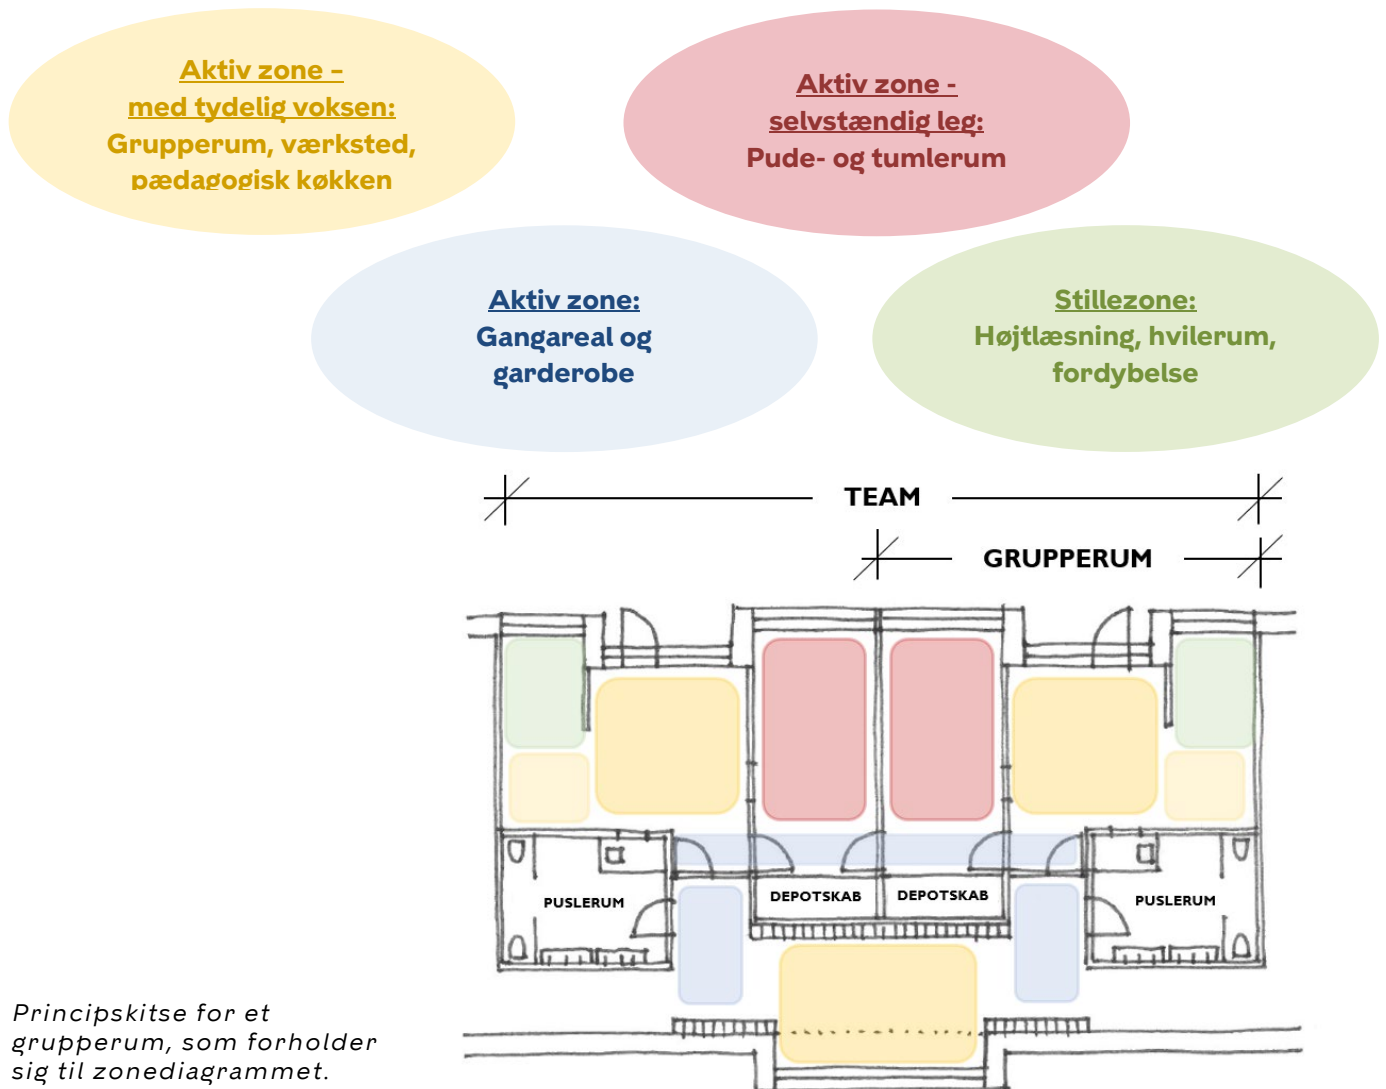 Aktiv zone –
med tydelig voksen:
Grupperum, værksted,
pædagogisk køkken
Aktiv zone -
selvstændig leg:
Pude- og tumlerum
Aktiv zone:
Gangareal og
garderobe
Stillezone:
Højtlæsning, hvilerum,
fordybelse
TEAM
GRUPPERUM
DEPOTSKAB
DEPOTSKAB
PUSLERUM
PUSLERUM
Principskitse for et
grupperum, som forholder
sig til zonediagrammet.